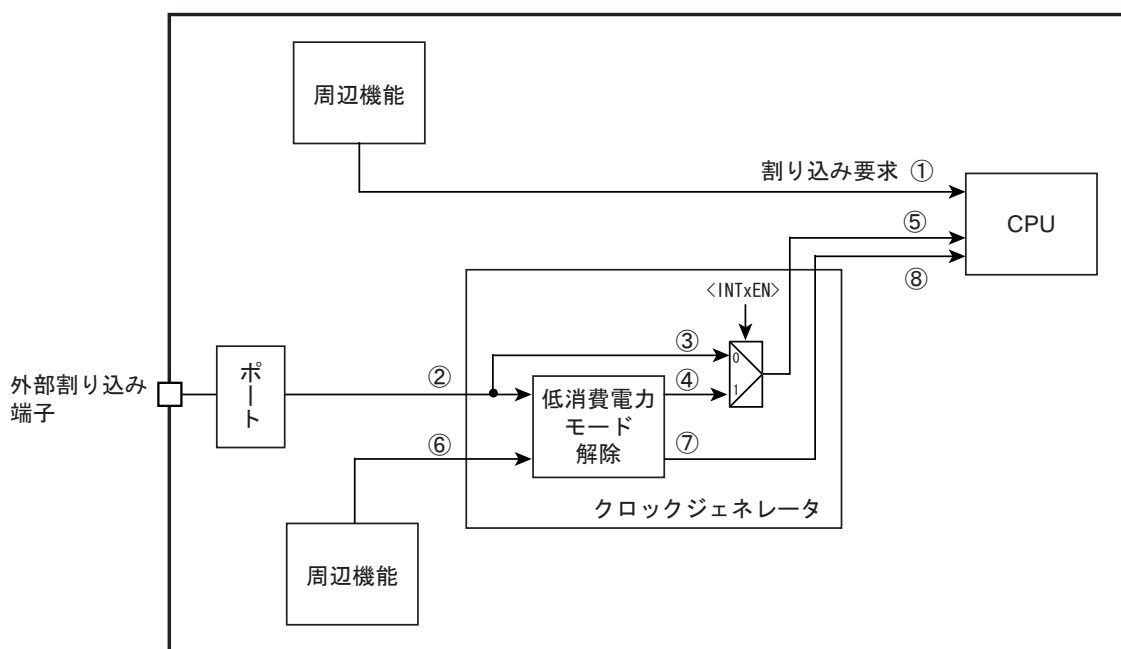 周辺機能
割り込み要求 ①
CPU
⑤
⑧
<INTxEN>
③
0
ポート
②
④
1
外部割り込み
端子
低消費電力
モード
解除
⑥
⑦
クロックジェネレータ
周辺機能